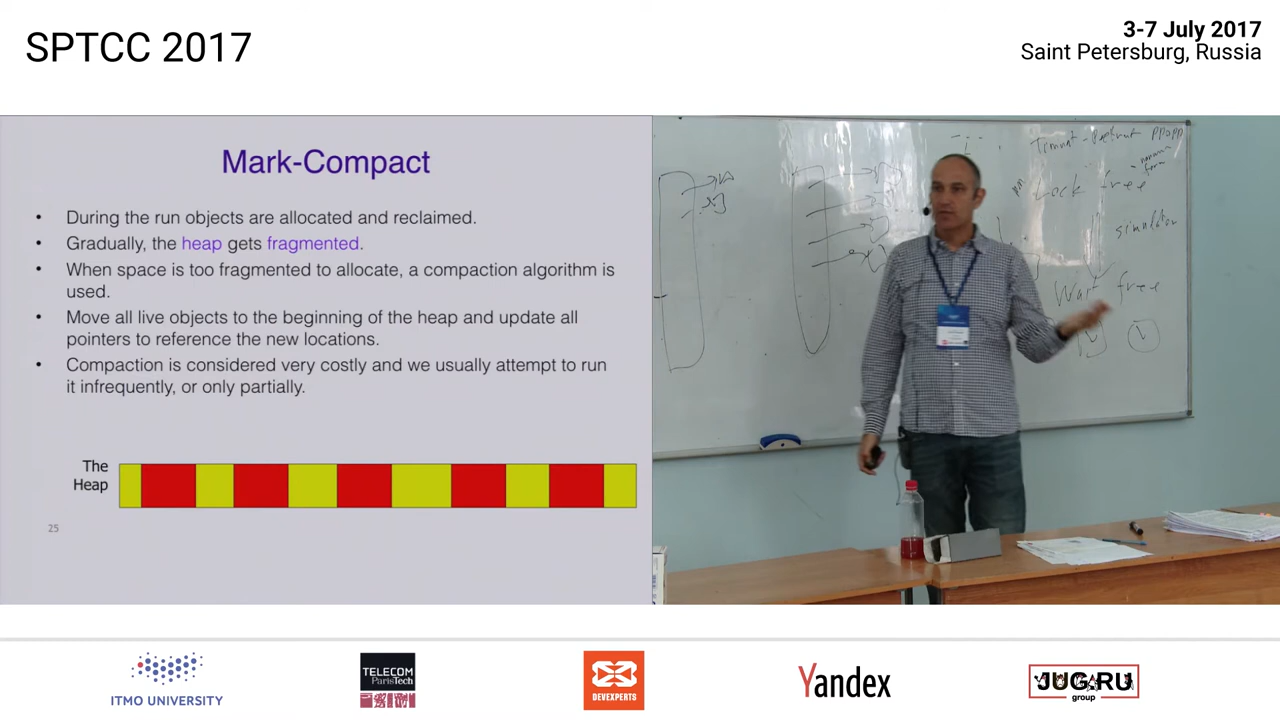 SPTCC 2017
3-7 July 2017
Saint Petersburg, Russia
Mark-Compact
• During the run objects are allocated and reclaimed.
• Gradually, the heap gets fragmented.
• When space is too fragmented to allocate, a compaction algorithm is
used.
• Move all live objects to the beginning of the heap and update all
pointers to reference the new locations.
• Compaction is considered very costly and we usually attempt to run
it infrequently, or only partially.
The
Heap
25
Lock free
simulator
Wait free
ITMO UNIVERSITY
TELECOM
ParisTech
DEVEXPERTS
Yandex
JUG.RU
group